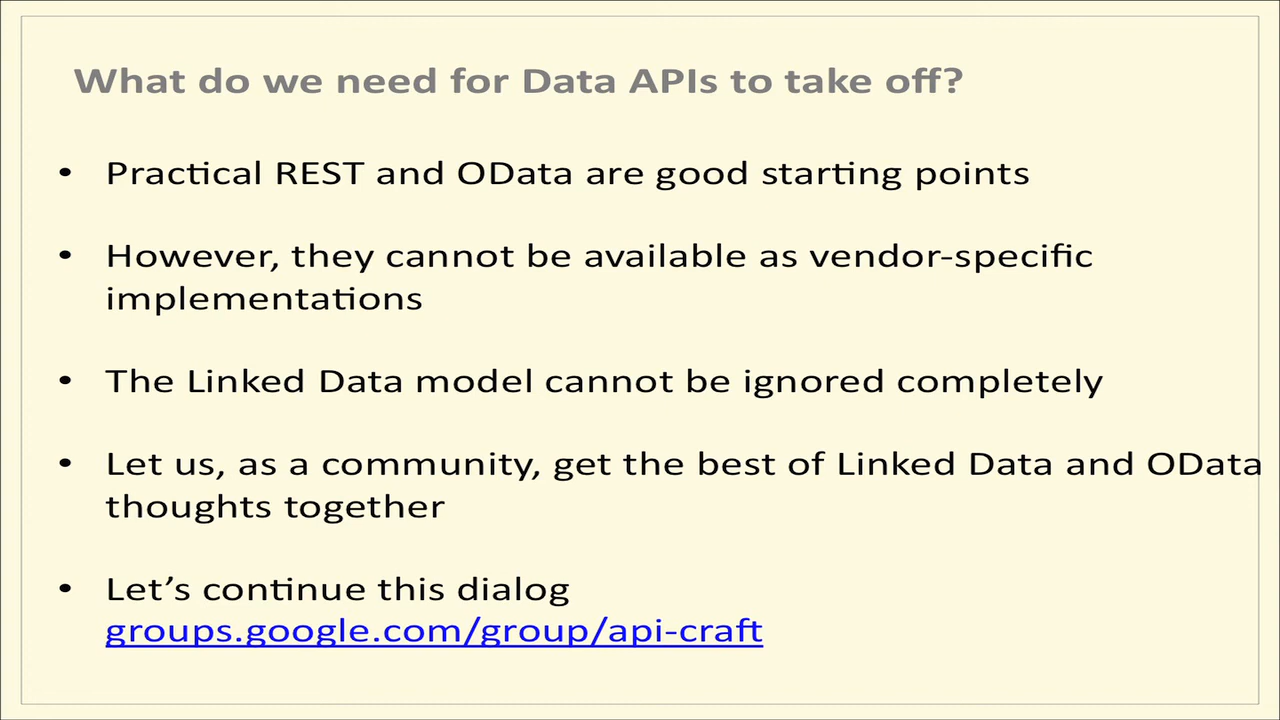 What do we need for Data APIs to take off?
• Practical REST and OData are good starting points
• However, they cannot be available as vendor-specific
implementations
• The Linked Data model cannot be ignored completely
• Let us, as a community, get the best of Linked Data and OData
thoughts together
• Let’s continue this dialog
groups.google.com/group/api-craft